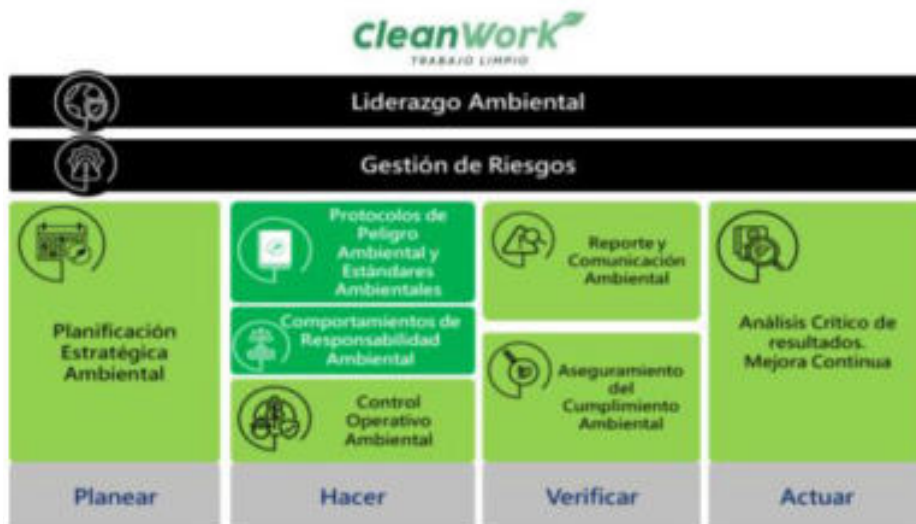 CleanWork
TRABAJO LIMPIO
Liderazgo Ambiental
Gestión de Riesgos
Planificación
Estratégica
Ambiental
Protocolos de
Peligro
Ambiental y
Estándares
Ambientales
Comportamientos de
Responsabilidad
Ambiental
Control
Operativo
Ambiental
Reporte y
Comunicación
Ambiental
Aseguramiento
del
Cumplimiento
Ambiental
Análisis Crítico de
resultados.
Mejora Continua
Planear
Hacer
Verificar
Actuar